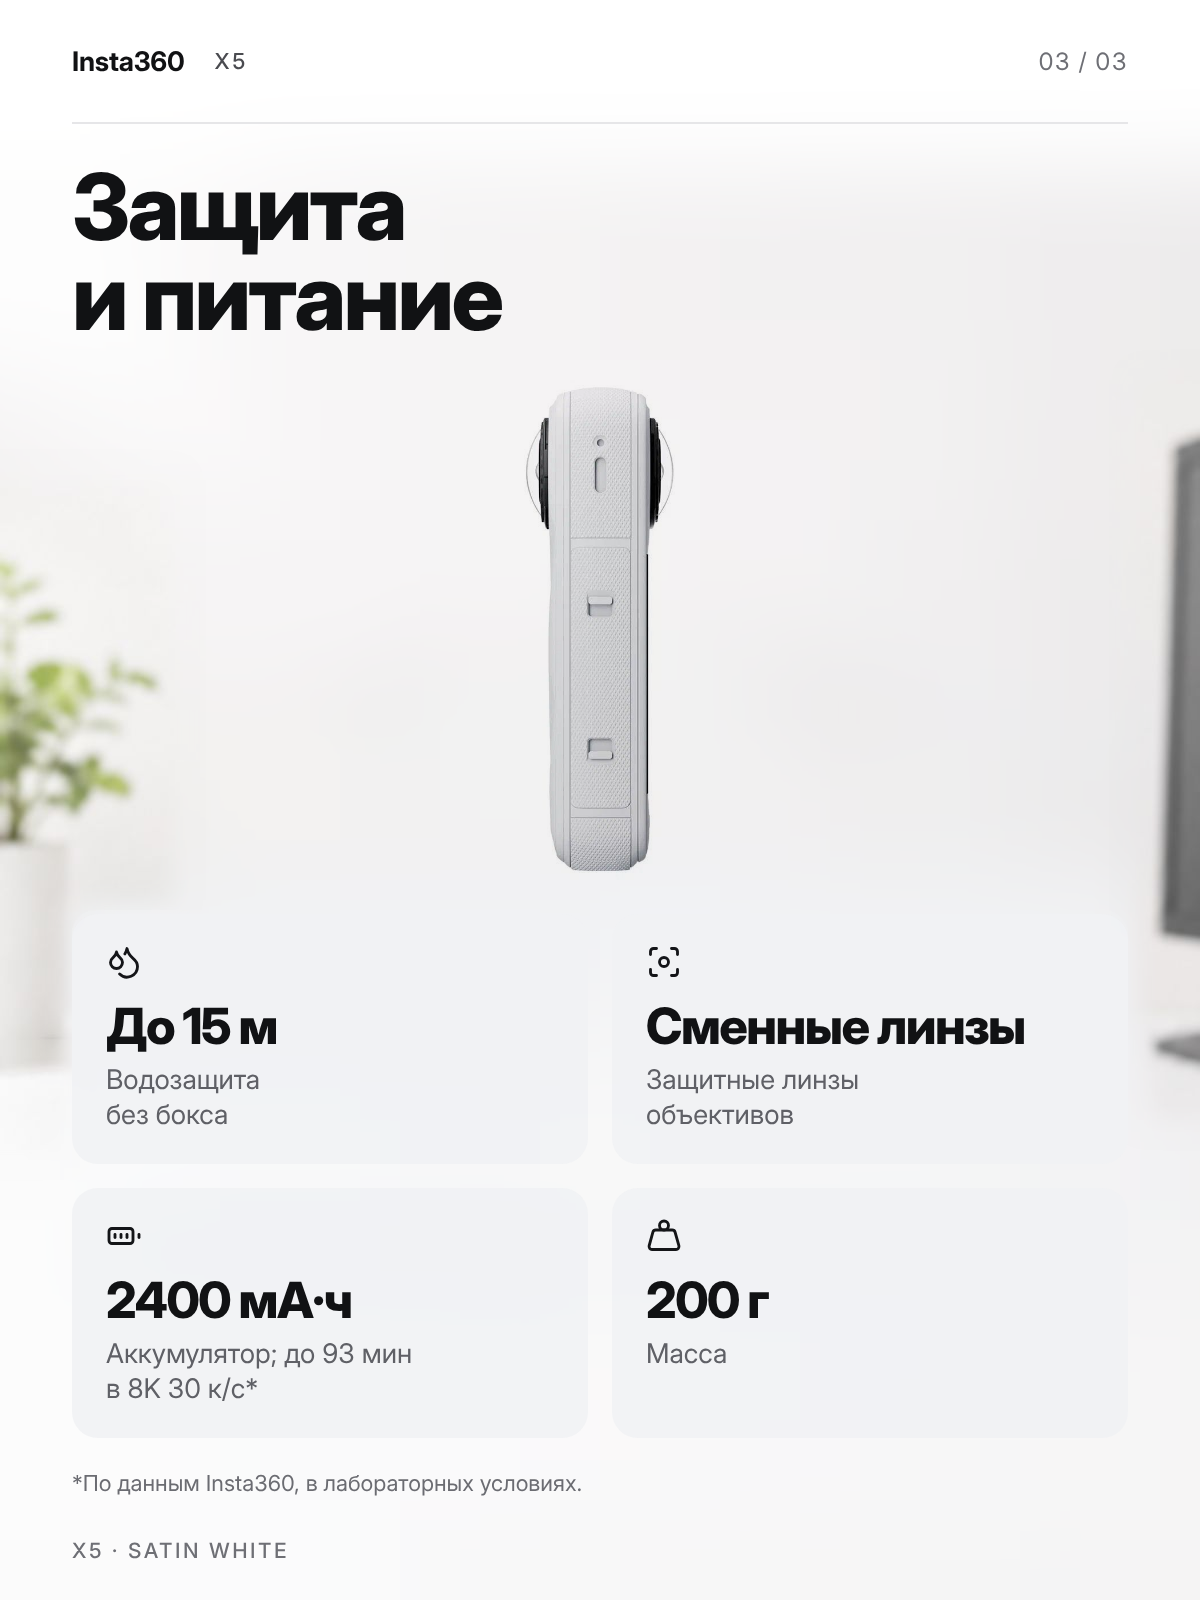 Insta360 X5
03 / 03
Защита
и питание
До 15 м
Водозащита
без бокса
Сменные линзы
Защитные линзы
объективов
2400 мА·ч
Аккумулятор; до 93 мин
в 8K 30 к/с*
200 г
Масса
*По данным Insta360, в лабораторных условиях.
X5 · SATIN WHITE